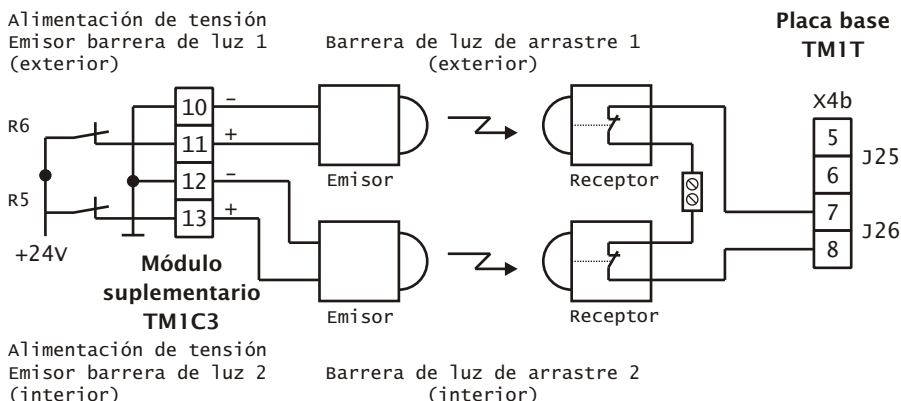 Alimentación de tensión
Emisor barrera de luz 1
(exterior)
Barrera de luz de arrastre 1
(exterior)
Placa base
TM1T
X4b
R6
R5
+24V
10 -
11 +
12 -
13 +
Emisor
Receptor
5
6
7
8
J25
J26
Módulo
suplementario
TM1C3
Emisor
Receptor
Alimentación de tensión
Emisor barrera de luz 2
(interior)
Barrera de luz de arrastre 2
(interior)